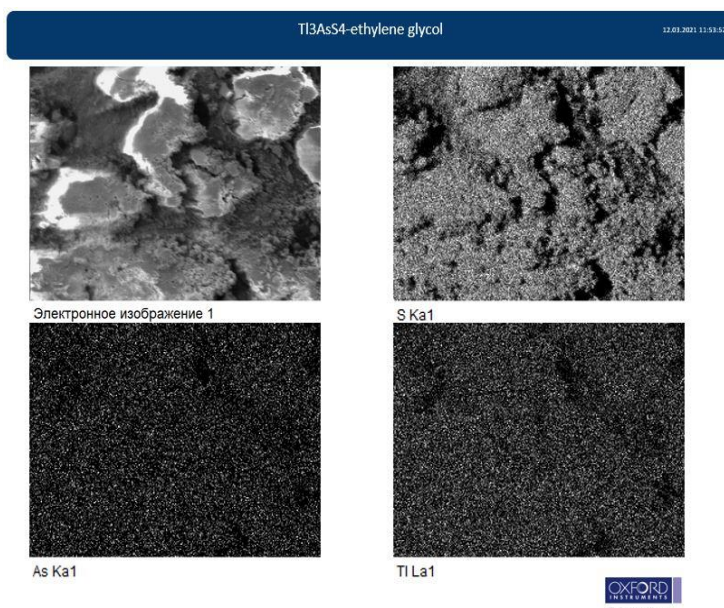 Tl3AsS4-ethylene glycol
12.03.2021 11:53:52
Электронное изображение 1
S Ka1
As Ka1
Tl La1
OXFORD
INSTRUMENTS